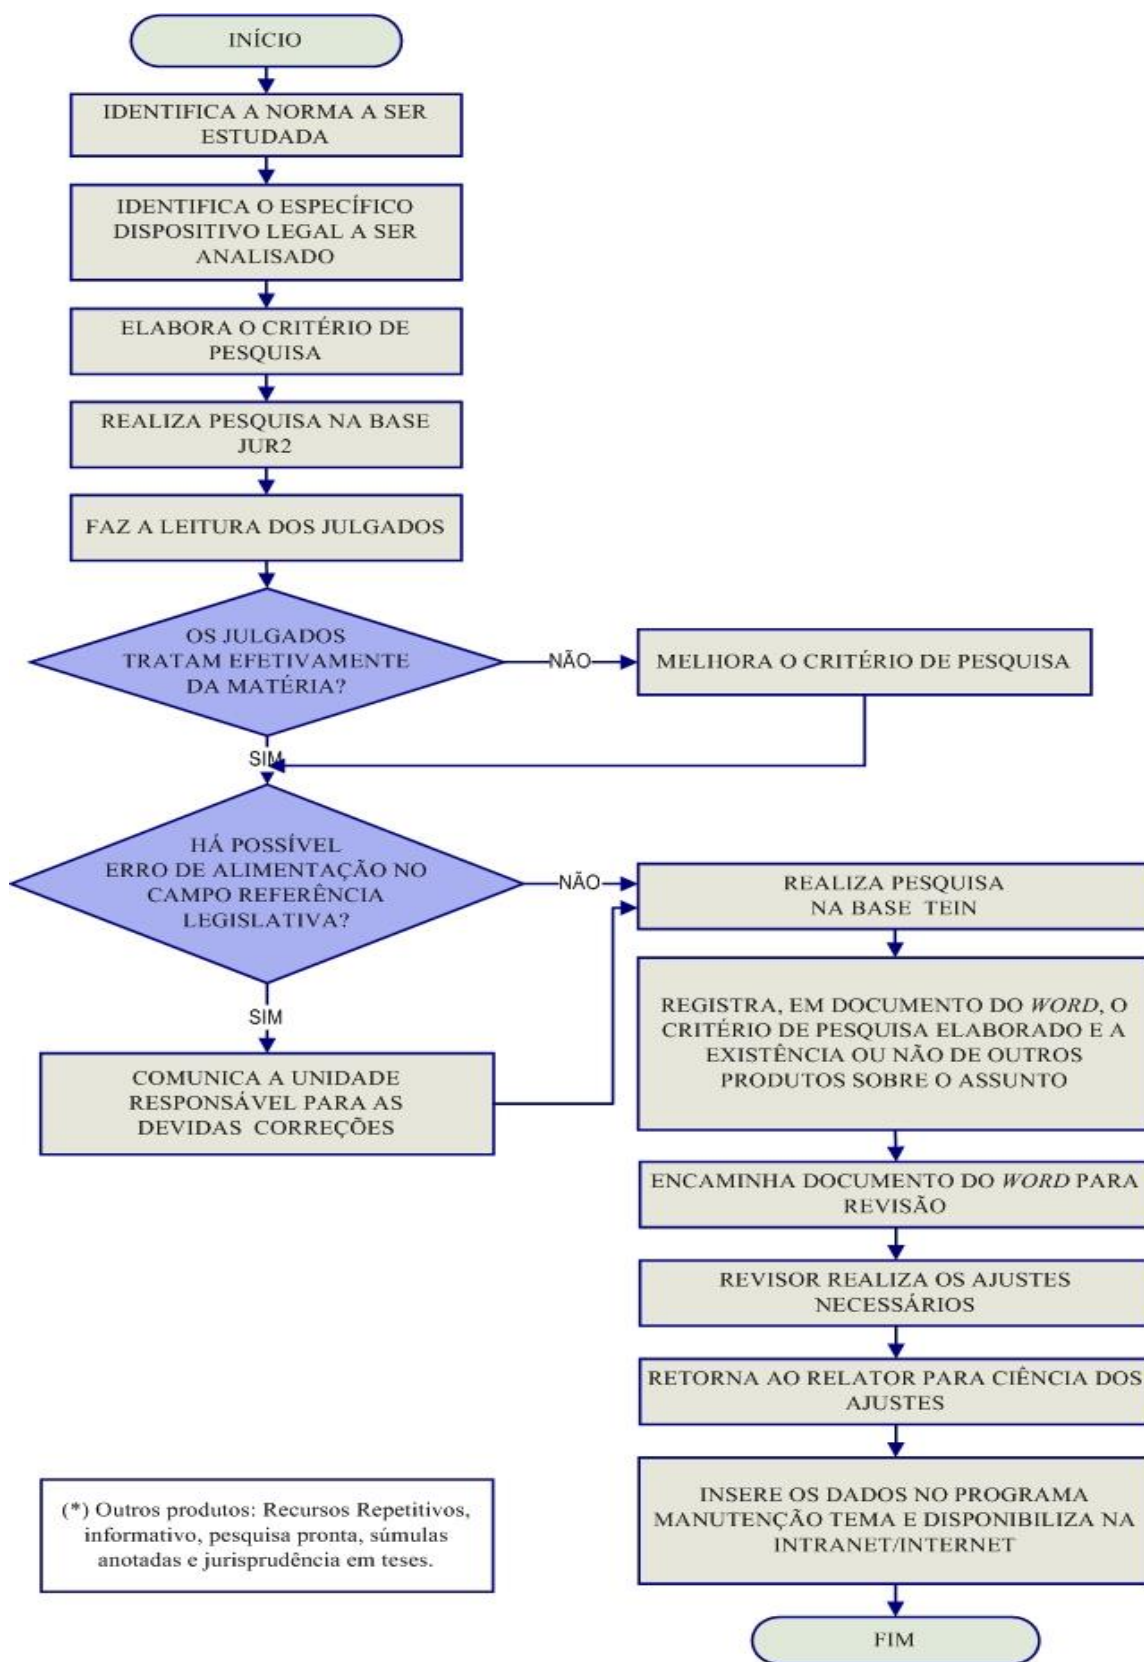 INÍCIO
IDENTIFICA A NORMA A SER
ESTUDADA
IDENTIFICA O ESPECÍFICO
DISPOSITIVO LEGAL A SER
ANALISADO
ELABORA O CRITÉRIO DE
PESQUISA
REALIZA PESQUISA NA BASE
JUR2
FAZ A LEITURA DOS JULGADOS
OS JULGADOS
TRATAM EFETIVAMENTE
DA MATÉRIA?
NÃO
MELHORA O CRITÉRIO DE PESQUISA
SIM
HÁ POSSÍVEL
ERRO DE ALIMENTAÇÃO NO
CAMPO REFERÊNCIA
LEGISLATIVA?
NÃO
REALIZA PESQUISA
NA BASE TEIN
SIM
COMUNICA A UNIDADE
RESPONSÁVEL PARA AS
DEVIDAS CORREÇÕES
REGISTRA, EM DOCUMENTO DO WORD, O
CRITÉRIO DE PESQUISA ELABORADO E A
EXISTÊNCIA OU NÃO DE OUTROS
PRODUTOS SOBRE O ASSUNTO
ENCAMINHA DOCUMENTO DO WORD PARA
REVISÃO
REVISOR REALIZA OS AJUSTES
NECESSÁRIOS
RETORNA AO RELATOR PARA CIÊNCIA DOS
AJUSTES
INSERE OS DADOS NO PROGRAMA
MANUTENÇÃO TEMA E DISPONIBILIZA NA
INTRANET/INTERNET
FIM
(*) Outros produtos: Recursos Repetitivos,
informativo, pesquisa pronta, súmulas
anotadas e jurisprudência em teses.